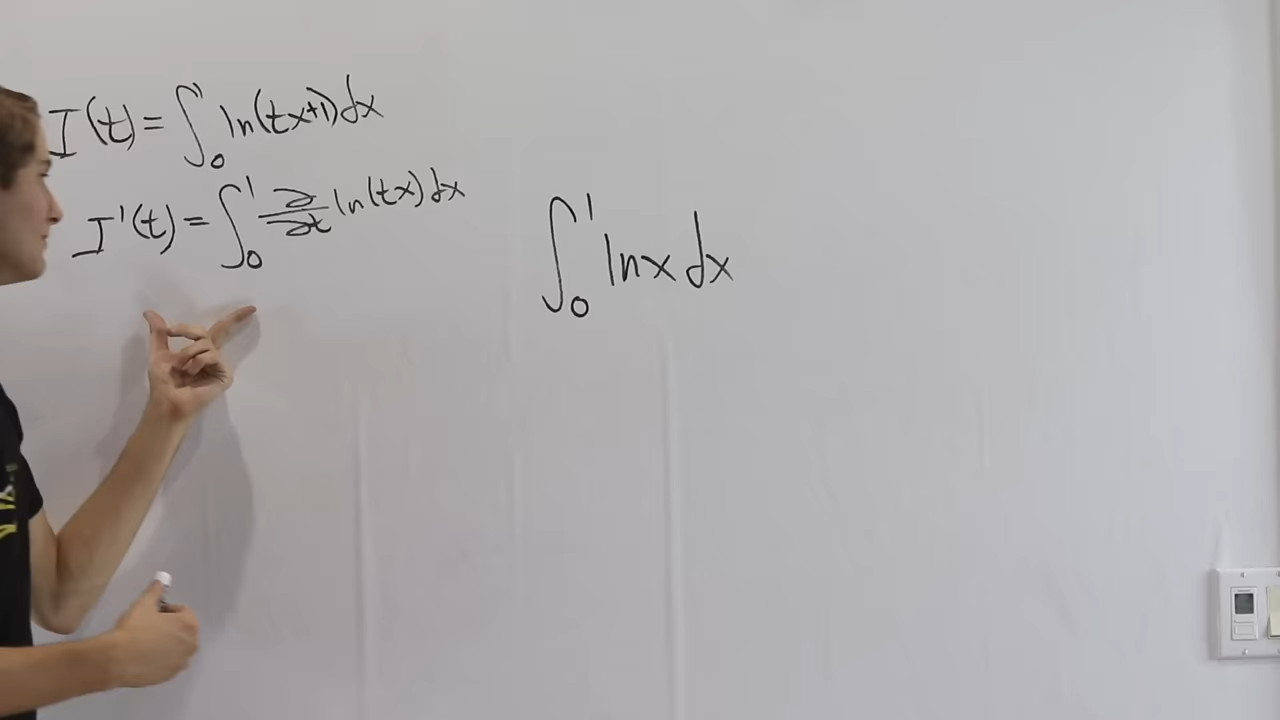 I(t) = ∫₀¹ ln(tx+1)dx
I'(t) = ∫₀¹ ∂/∂t ln(tx)dx
∫₀¹ lnx dx